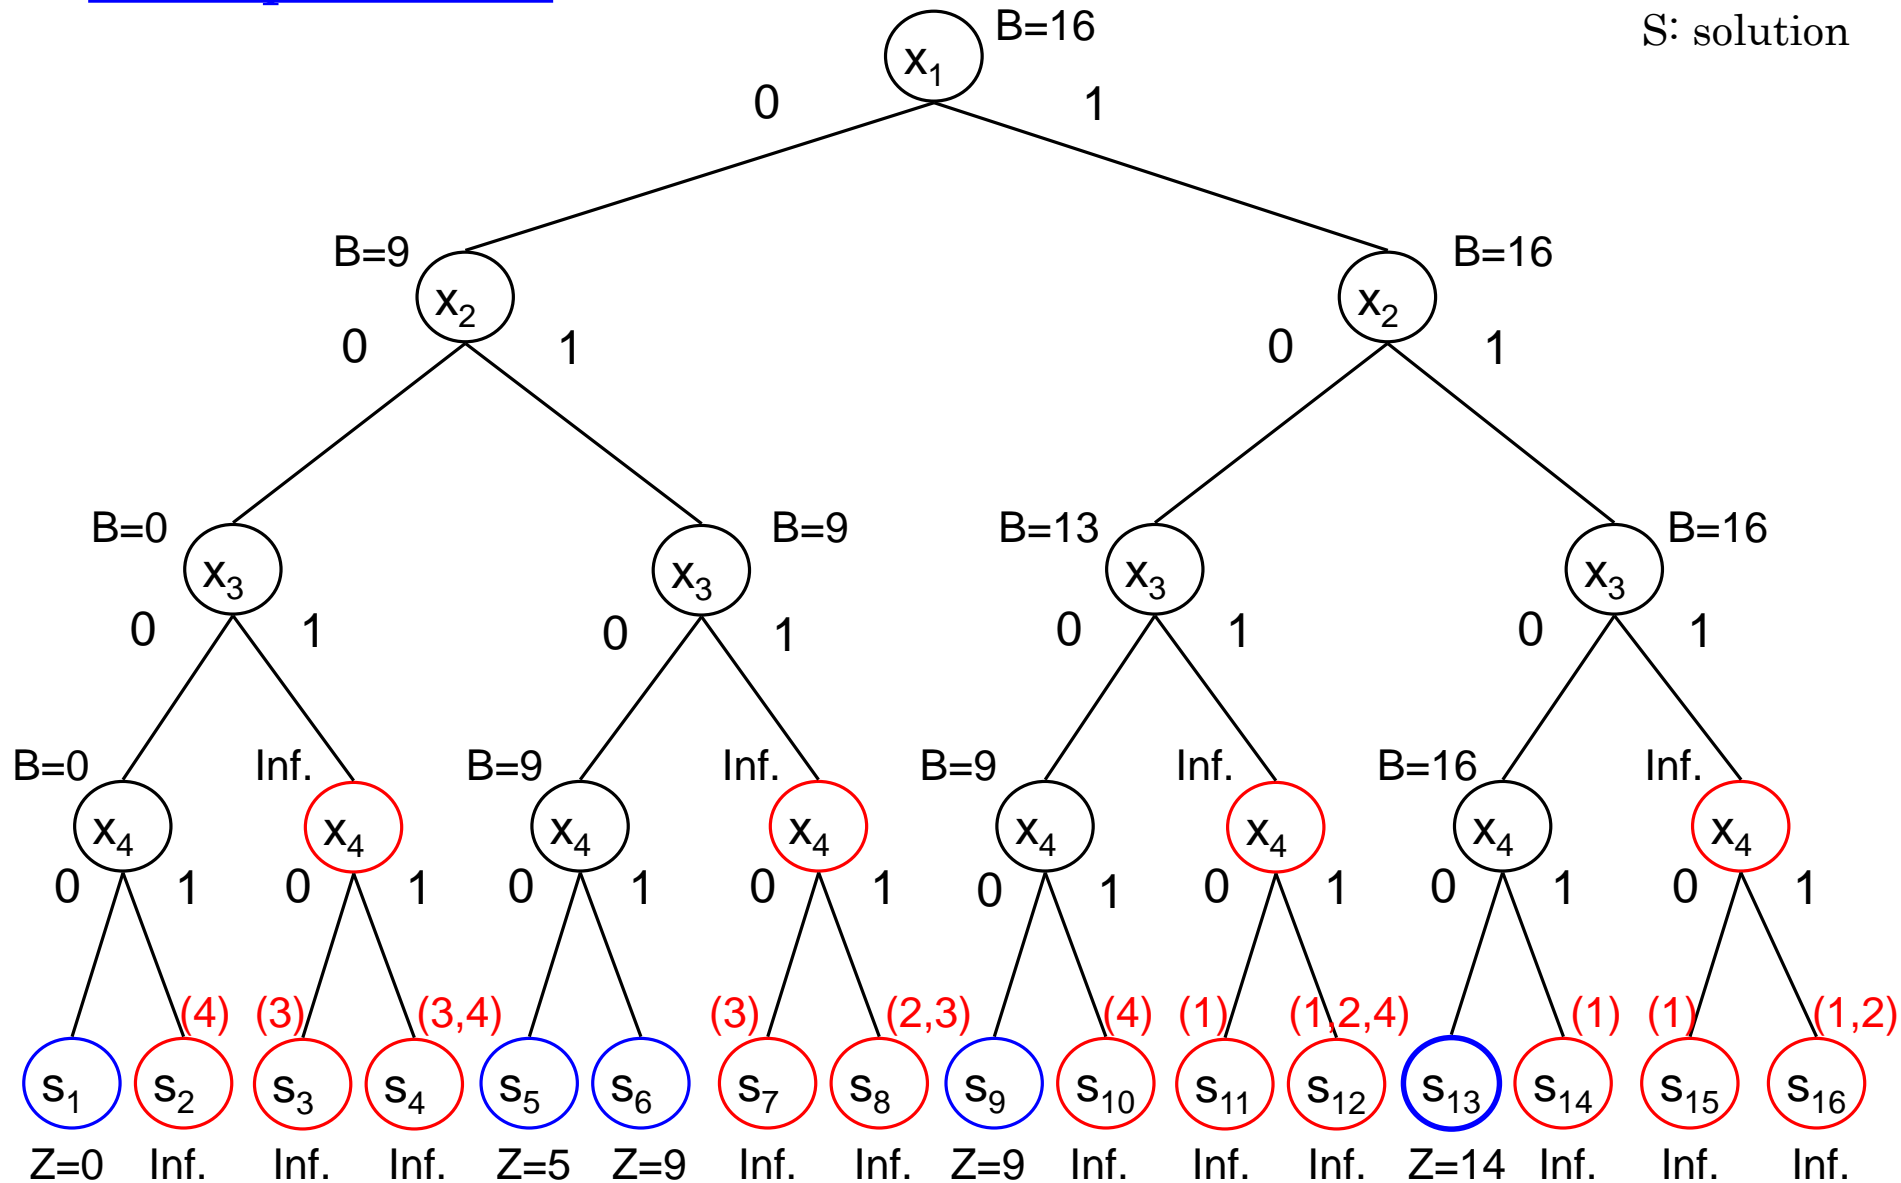 B=16
S: solution
x1
0 1
B=9 B=16
x2 x2
0 1 0 1
B=0 B=9 B=13 B=16
x3 x3 x3 x3
0 1 0 1 0 1 0 1
B=0 Inf. B=9 Inf. B=9 Inf. B=16 Inf.
x4 x4 x4 x4 x4 x4 x4 x4
0 1 0 1 0 1 0 1 0 1 0 1 0 1 0 1
(4) (3) (3,4) (3) (2,3) (4) (1) (1,2,4) (1) (1) (1,2)
s1 s2 s3 s4 s5 s6 s7 s8 s9 s10 s11 s12 s13 s14 s15 s16
Z=0 Inf. Inf. Inf. Z=5 Z=9 Inf. Inf. Z=9 Inf. Inf. Inf. Z=14 Inf. Inf. Inf.